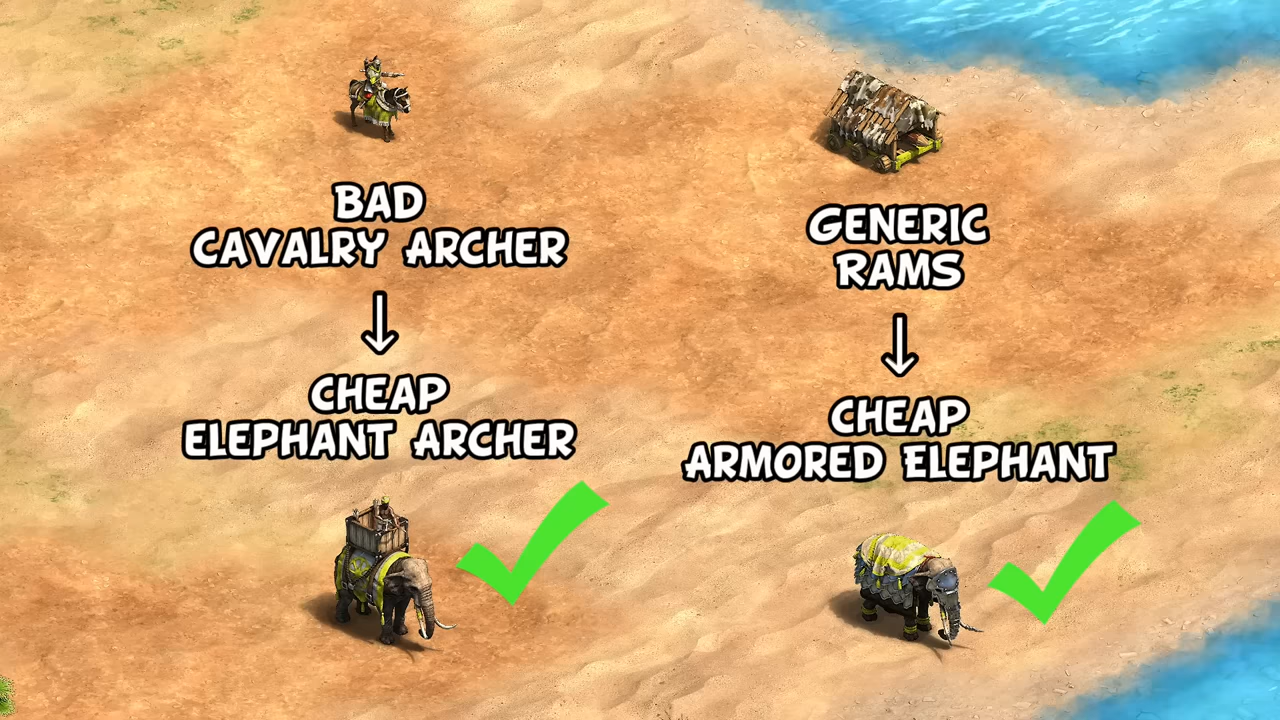 BAD
CAVALRY ARCHER
↓
CHEAP
ELEPHANT ARCHER
GENERIC
RAMS
↓
CHEAP
ARMORED ELEPHANT